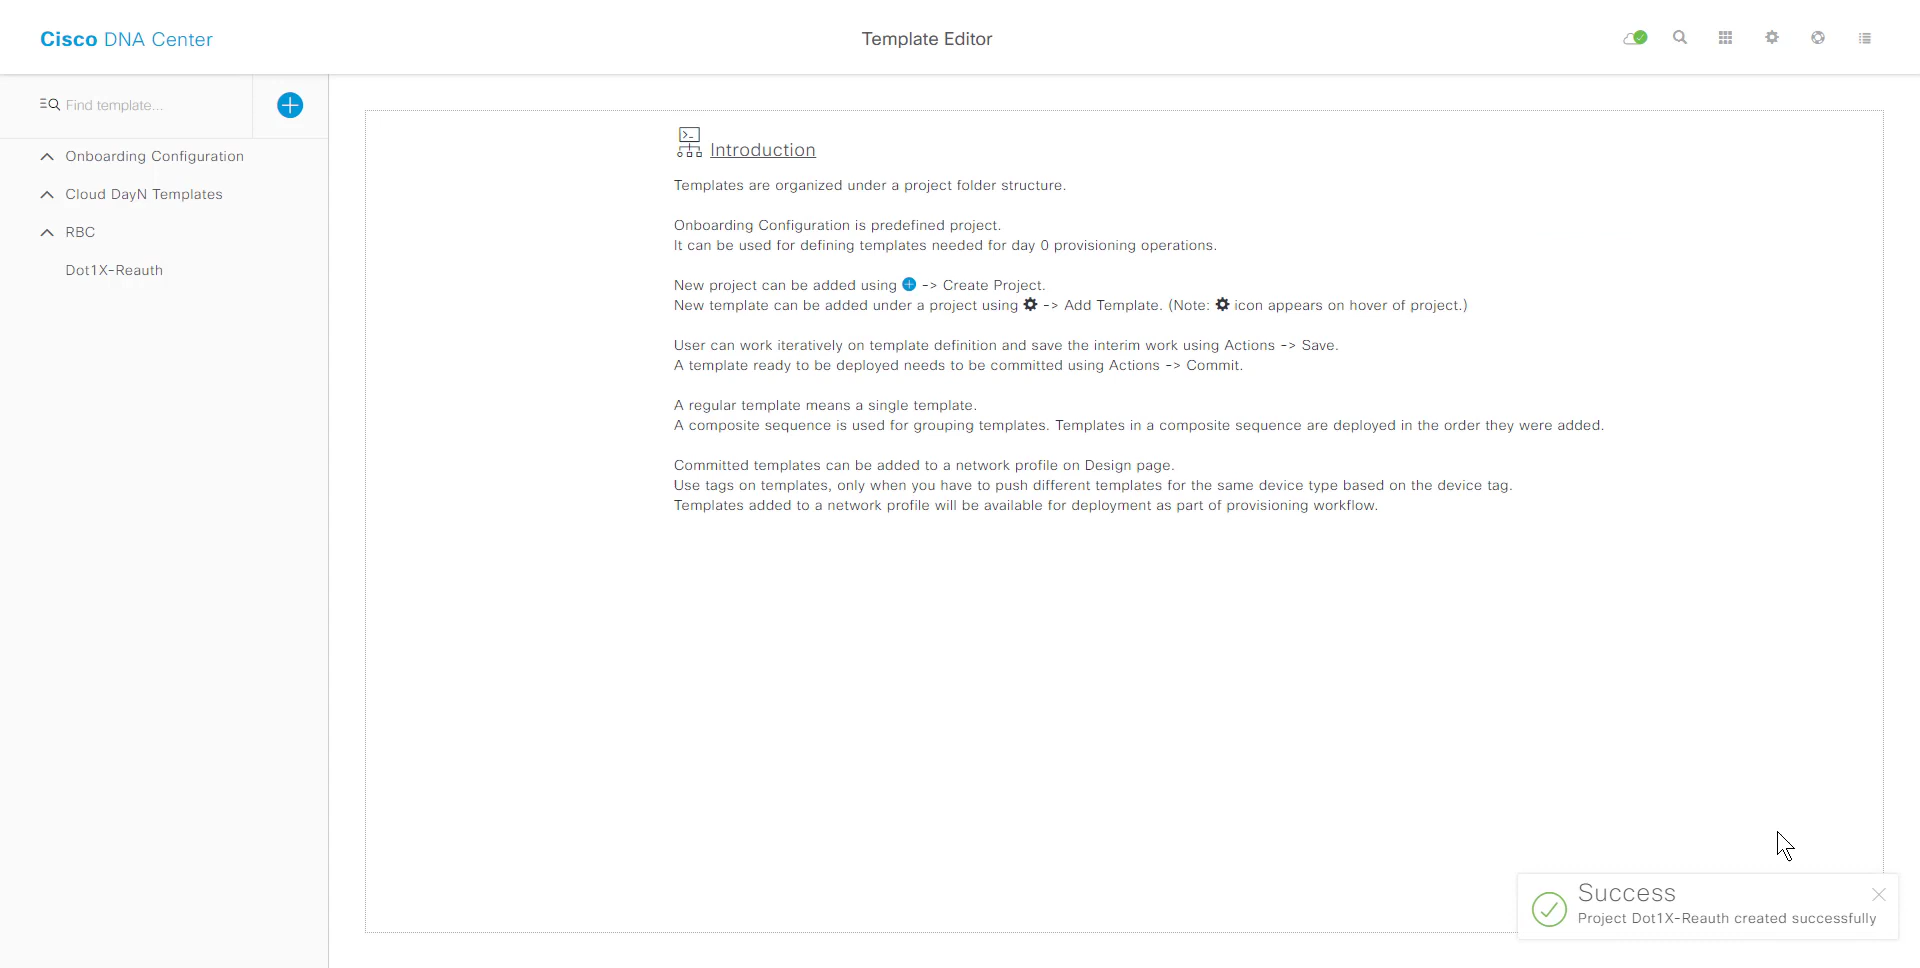 Cisco DNA Center
Template Editor
Find template...
Onboarding Configuration
Cloud DayN Templates
RBC
Dot1X-Reauth
Introduction
Templates are organized under a project folder structure.
Onboarding Configuration is predefined project.
It can be used for defining templates needed for day 0 provisioning operations.
New project can be added using -> Create Project.
New template can be added under a project using -> Add Template. (Note: icon appears on hover of project.)
User can work iteratively on template definition and save the interim work using Actions -> Save.
A template ready to be deployed needs to be committed using Actions -> Commit.
A regular template means a single template.
A composite sequence is used for grouping templates. Templates in a composite sequence are deployed in the order they were added.
Committed templates can be added to a network profile on Design page.
Use tags on templates, only when you have to push different templates for the same device type based on the device tag.
Templates added to a network profile will be available for deployment as part of provisioning workflow.
Success
Project Dot1X-Reauth created successfully